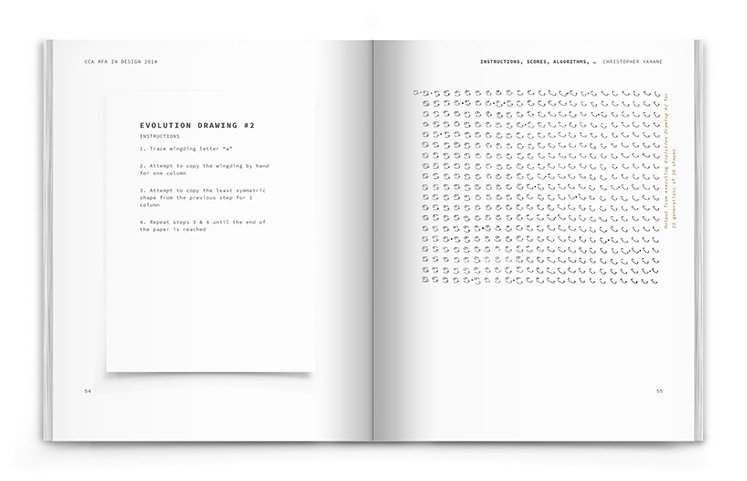 CCA MFA IN DESIGN 2014
EVOLUTION DRAWING #2
INSTRUCTIONS
1. Trace wingding letter "a"
2. Attempt to copy the wingding by hand
for one column
3. Attempt to copy the least symmetric
shape from the previous step for 1
column
4. Repeat steps 3 & 4 until the end of
the paper is reached
54
INSTRUCTIONS, SCORES, ALGORITHMS, … CHRISTOPHER YAMANE
Output from executing Evolution Drawing #2 for
23 generations of 20 shapes
55